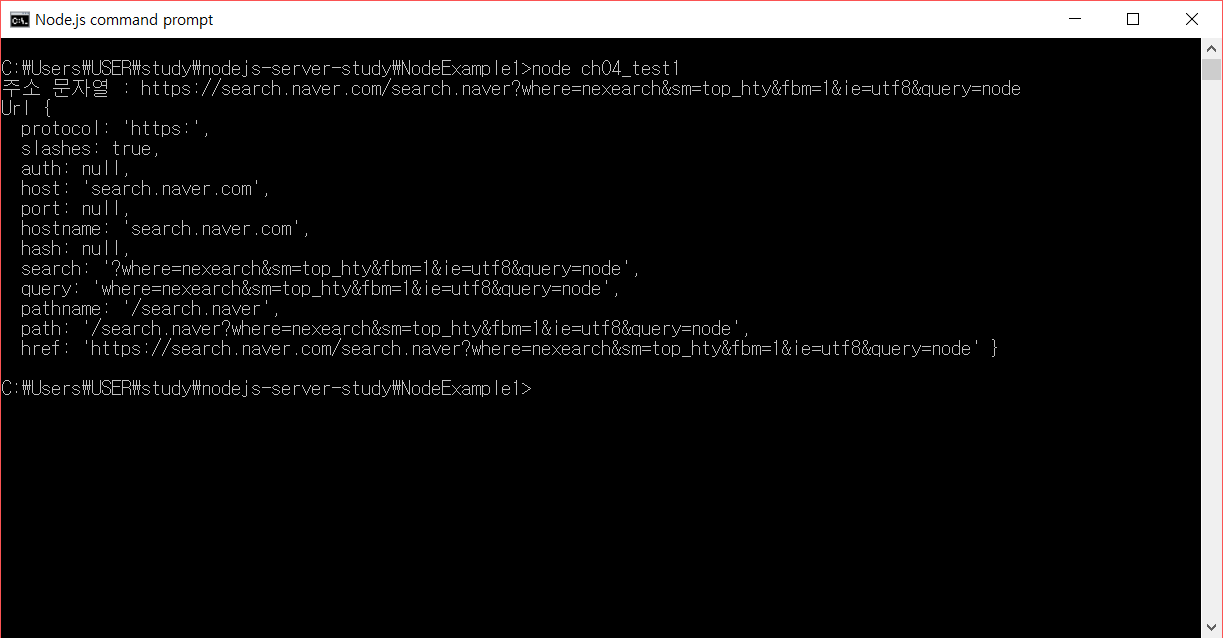 Node.js command prompt
C:₩Users₩USER₩study₩nodejs-server-study₩NodeExample1>node ch04_test1
주소 문자열 : https://search.naver.com/search.naver?where=nexearch&sm=top_hty&fbm=1&ie=utf8&query=node
Url {
  protocol: 'https:',
  slashes: true,
  auth: null,
  host: 'search.naver.com',
  port: null,
  hostname: 'search.naver.com',
  hash: null,
  search: '?where=nexearch&sm=top_hty&fbm=1&ie=utf8&query=node',
  query: 'where=nexearch&sm=top_hty&fbm=1&ie=utf8&query=node',
  pathname: '/search.naver',
  path: '/search.naver?where=nexearch&sm=top_hty&fbm=1&ie=utf8&query=node',
  href: 'https://search.naver.com/search.naver?where=nexearch&sm=top_hty&fbm=1&ie=utf8&query=node' }
C:₩Users₩USER₩study₩nodejs-server-study₩NodeExample1>